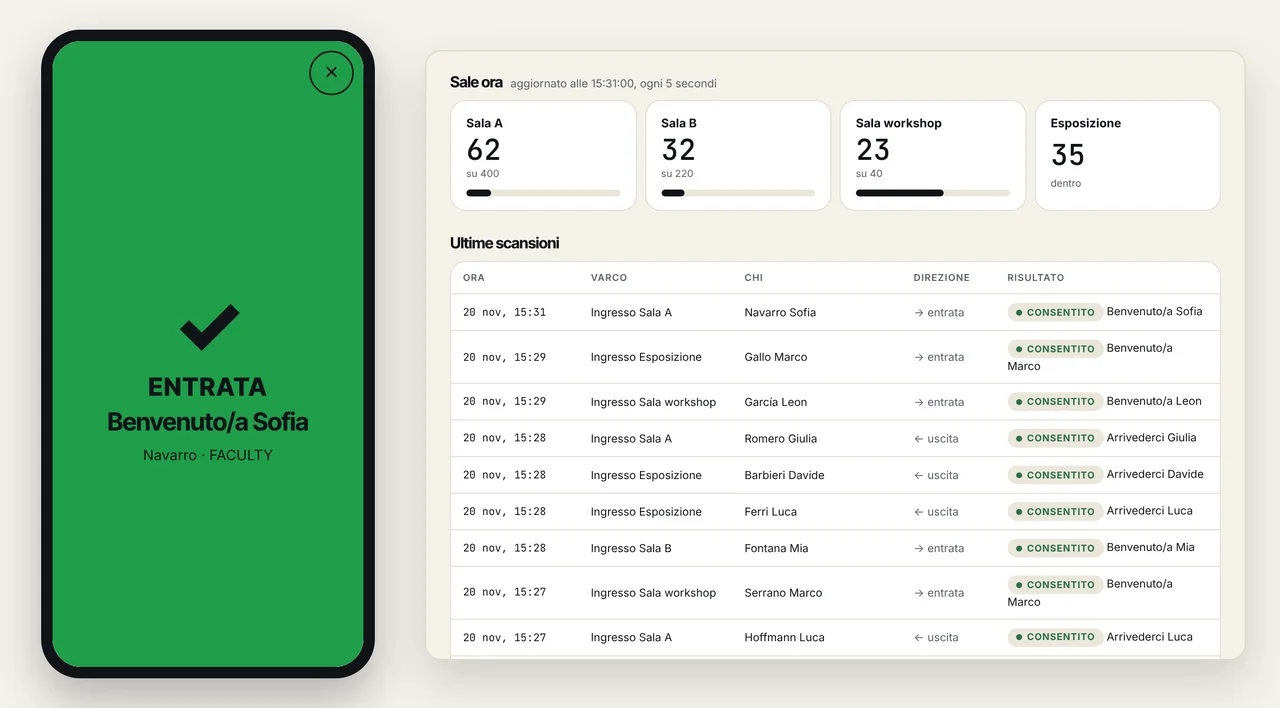 ×
ENTRATA
Benvenuto/a Sofia
Navarro · FACULTY
Sale ora aggiornato alle 15:31:00, ogni 5 secondi
Sala A
62
su 400
Sala B
32
su 220
Sala workshop
23
su 40
Esposizione
35
dentro
Ultime scansioni
ORA VARCO CHI DIREZIONE RISULTATO
20 nov, 15:31 Ingresso Sala A Navarro Sofia → entrata ● CONSENTITO Benvenuto/a Sofia
20 nov, 15:29 Ingresso Esposizione Gallo Marco → entrata ● CONSENTITO Benvenuto/a
Marco
20 nov, 15:29 Ingresso Sala workshop García Leon → entrata ● CONSENTITO Benvenuto/a Leon
20 nov, 15:28 Ingresso Sala A Romero Giulia ← uscita ● CONSENTITO Arrivederci Giulia
20 nov, 15:28 Ingresso Esposizione Barbieri Davide ← uscita ● CONSENTITO Arrivederci Davide
20 nov, 15:28 Ingresso Esposizione Ferri Luca ← uscita ● CONSENTITO Arrivederci Luca
20 nov, 15:28 Ingresso Sala B Fontana Mia → entrata ● CONSENTITO Benvenuto/a Mia
20 nov, 15:27 Ingresso Sala workshop Serrano Marco → entrata ● CONSENTITO Benvenuto/a
Marco
20 nov, 15:27 Ingresso Sala A Hoffmann Luca ← uscita ● CONSENTITO Arrivederci Luca